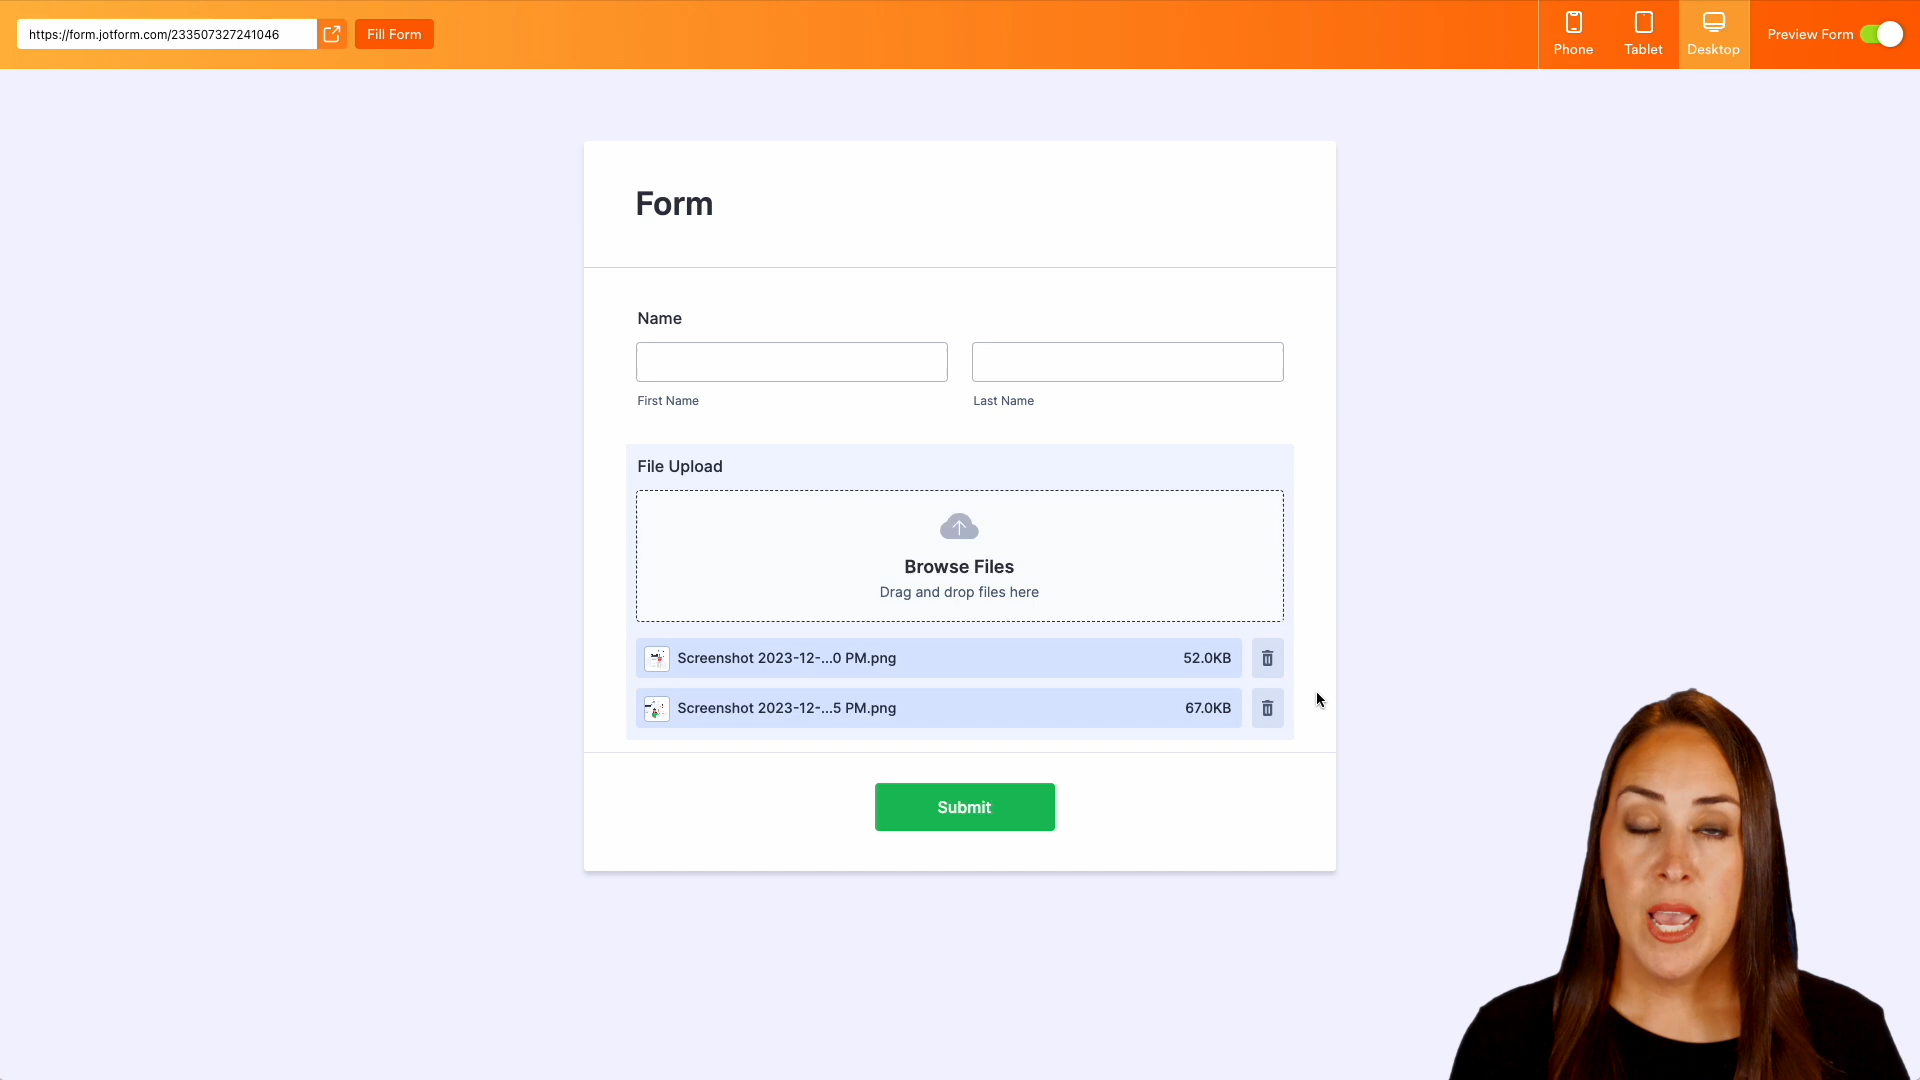 https://form.jotform.com/233507327241046
Fill Form
Phone
Tablet
Desktop
Preview Form
Form
Name
First Name
Last Name
File Upload
Browse Files
Drag and drop files here
Screenshot 2023-12-...0 PM.png
52.0KB
Screenshot 2023-12-...5 PM.png
67.0KB
Submit